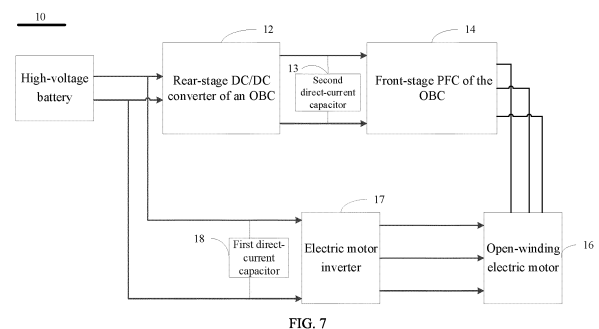 10
12
14
High-voltage
battery
Rear-stage DC/DC
converter of an OBC
13
Second
direct-current
capacitor
Front-stage PFC of the
OBC
17
18
First direct-
current
capacitor
Electric motor
inverter
Open-winding
electric motor
16
FIG. 7